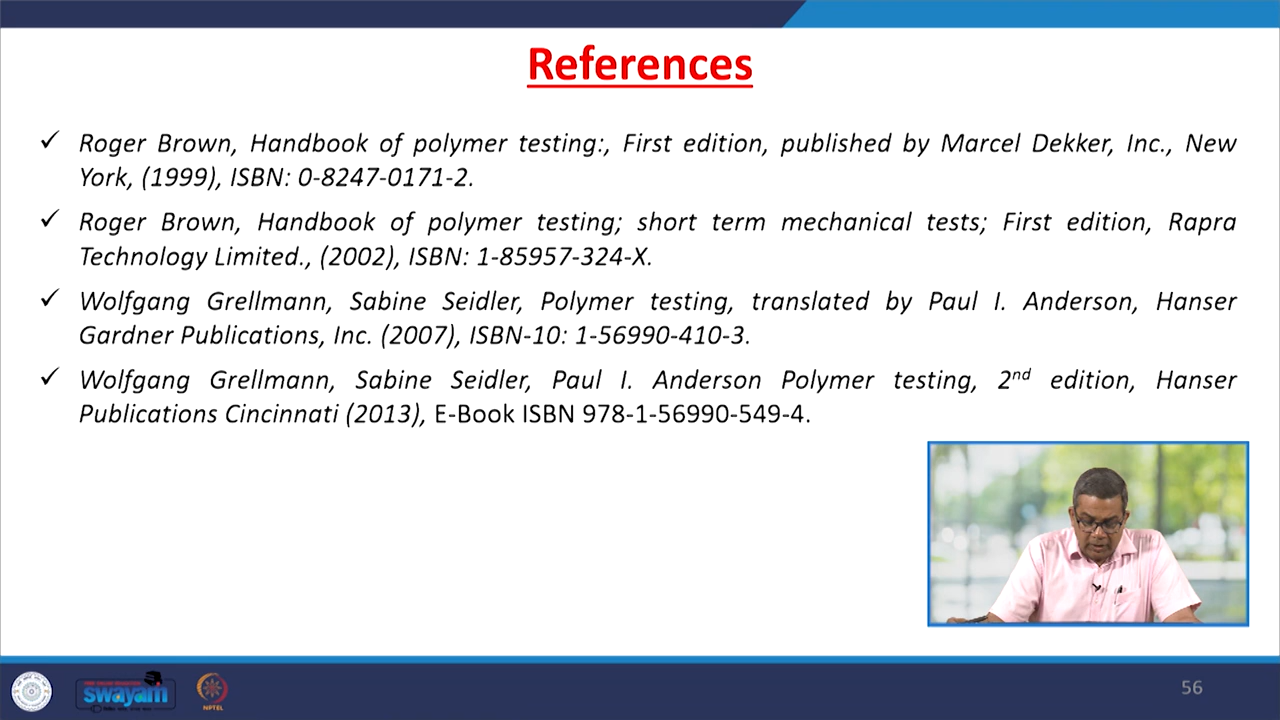 References
✓ Roger Brown, Handbook of polymer testing:, First edition, published by Marcel Dekker, Inc., New
York, (1999), ISBN: 0-8247-0171-2.
✓ Roger Brown, Handbook of polymer testing; short term mechanical tests; First edition, Rapra
Technology Limited., (2002), ISBN: 1-85957-324-X.
✓ Wolfgang Grellmann, Sabine Seidler, Polymer testing, translated by Paul I. Anderson, Hanser
Gardner Publications, Inc. (2007), ISBN-10: 1-56990-410-3.
✓ Wolfgang Grellmann, Sabine Seidler, Paul I. Anderson Polymer testing, 2nd edition, Hanser
Publications Cincinnati (2013), E-Book ISBN 978-1-56990-549-4.
swayam
NPTEL
56